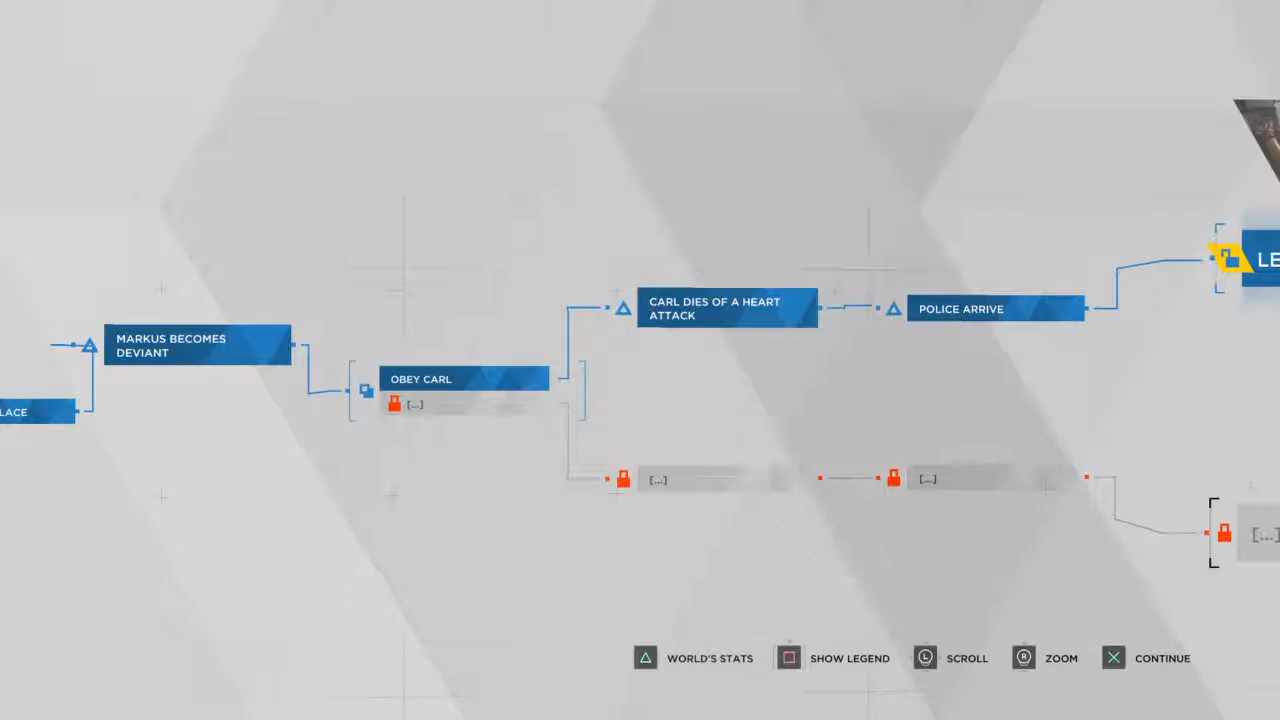 LE
CARL DIES OF A HEART
ATTACK
POLICE ARRIVE
MARKUS BECOMES
DEVIANT
OBEY CARL
[...]
LACE
[...]
[...]
[...]
WORLD'S STATS
SHOW LEGEND
L
SCROLL
R
ZOOM
CONTINUE